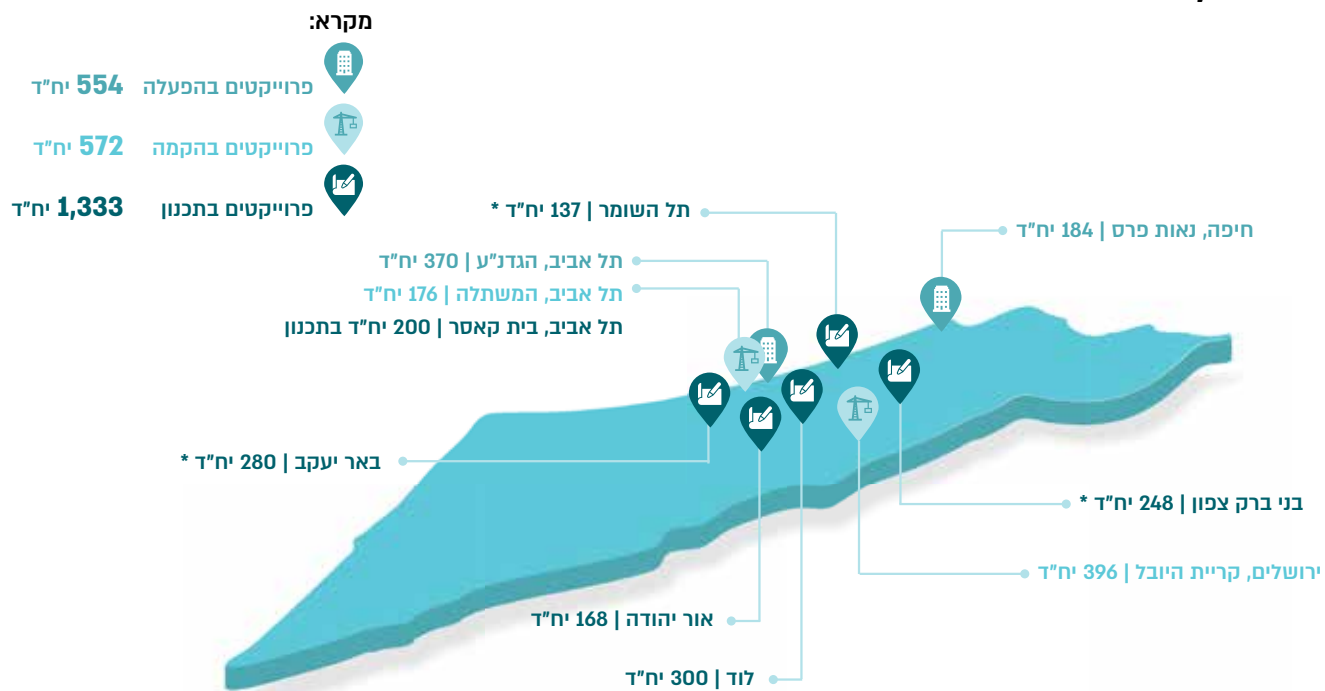 מקרא:
פרוייקטים בהפעלה 554 יח"ד
פרוייקטים בהקמה 572 יח"ד
פרוייקטים בתכנון 1,333 יח"ד
תל השומר | 137 יח"ד *
חיפה, נאות פרס | 184 יח"ד
תל אביב, הגדנ"ע | 370 יח"ד
תל אביב, המשתלה | 176 יח"ד
תל אביב, בית קאסר | 200 יח"ד בתכנון
באר יעקב | 280 יח"ד *
בני ברק צפון | 248 יח"ד *
ירושלים, קריית היובל | 396 יח"ד
אור יהודה | 168 יח"ד
לוד | 300 יח"ד